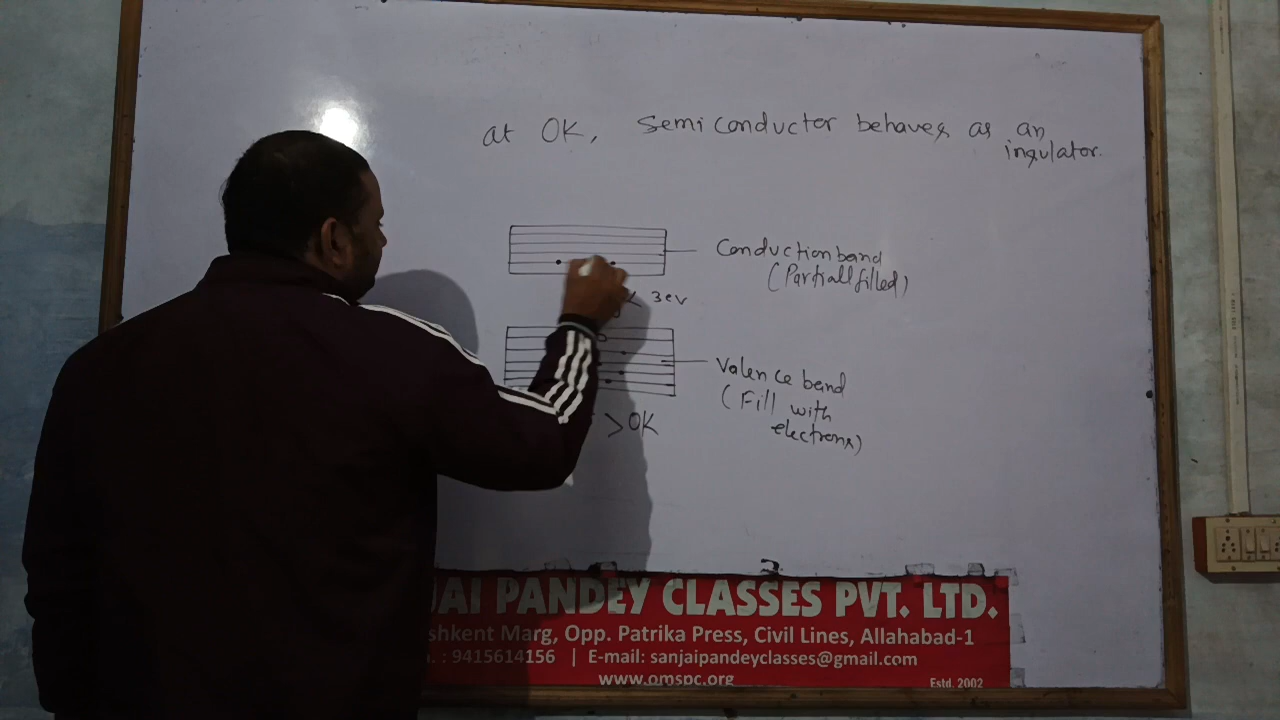 at OK, Semiconductor behaves as an
insulator.
Conduction band
(Partiall filled)
< 3ev
Valence band
(Fill with
electrons)
> OK
JAI PANDEY CLASSES PVT. LTD.
shkent Marg, Opp. Patrika Press, Civil Lines, Allahabad-1
: 9415614156 | E-mail: sanjaipandeyclasses@gmail.com
www.omspc.org
Estd. 2002